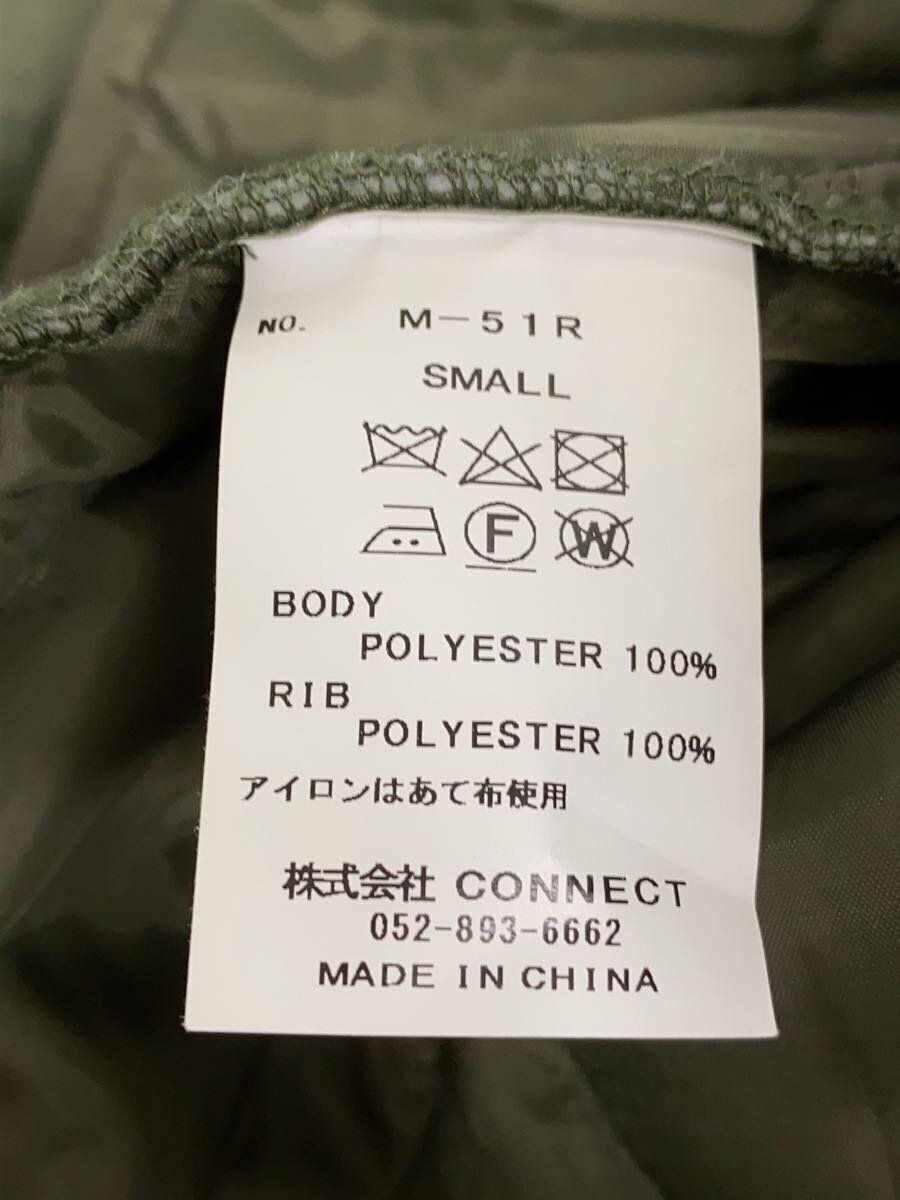 NO. M-51R
SMALL
F W
BODY
POLYESTER 100%
RIB
POLYESTER 100%
アイロンはあて布使用
株式会社 CONNECT
052-893-6662
MADE IN CHINA